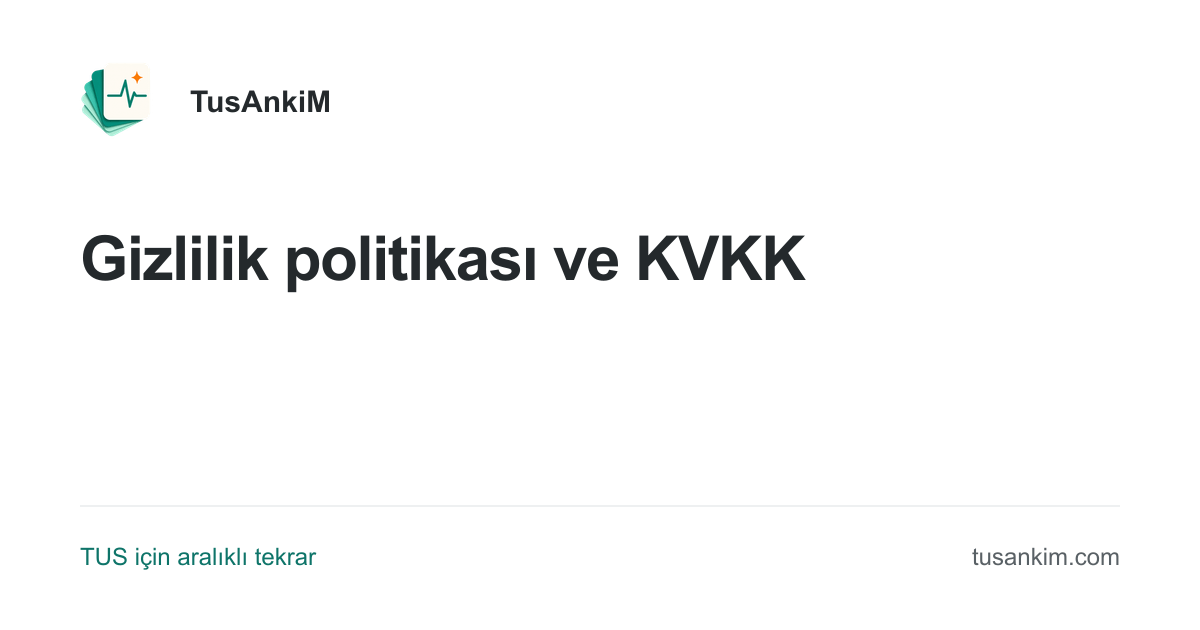 TusAnkiM
Gizlilik politikası ve KVKK
TUS için aralıklı tekrar
tusankim.com